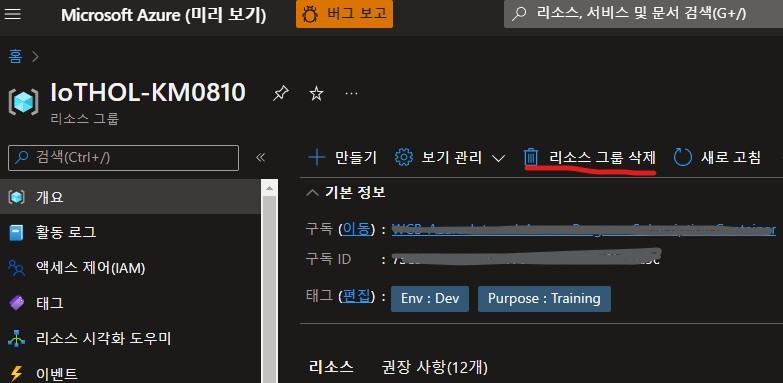 Microsoft Azure (미리 보기)
버그 보고
리소스, 서비스 및 문서 검색(G+/)
홈 >
IoTHOL-KM0810
리소스 그룹
검색(Ctrl+/)
+ 만들기
보기 관리
리소스 그룹 삭제
새로 고침
개요
활동 로그
액세스 제어(IAM)
태그
리소스 시각화 도우미
이벤트
기본 정보
구독 (이동) :
구독 ID :
태그 (편집) : Env : Dev Purpose : Training
리소스 권장 사항(12개)